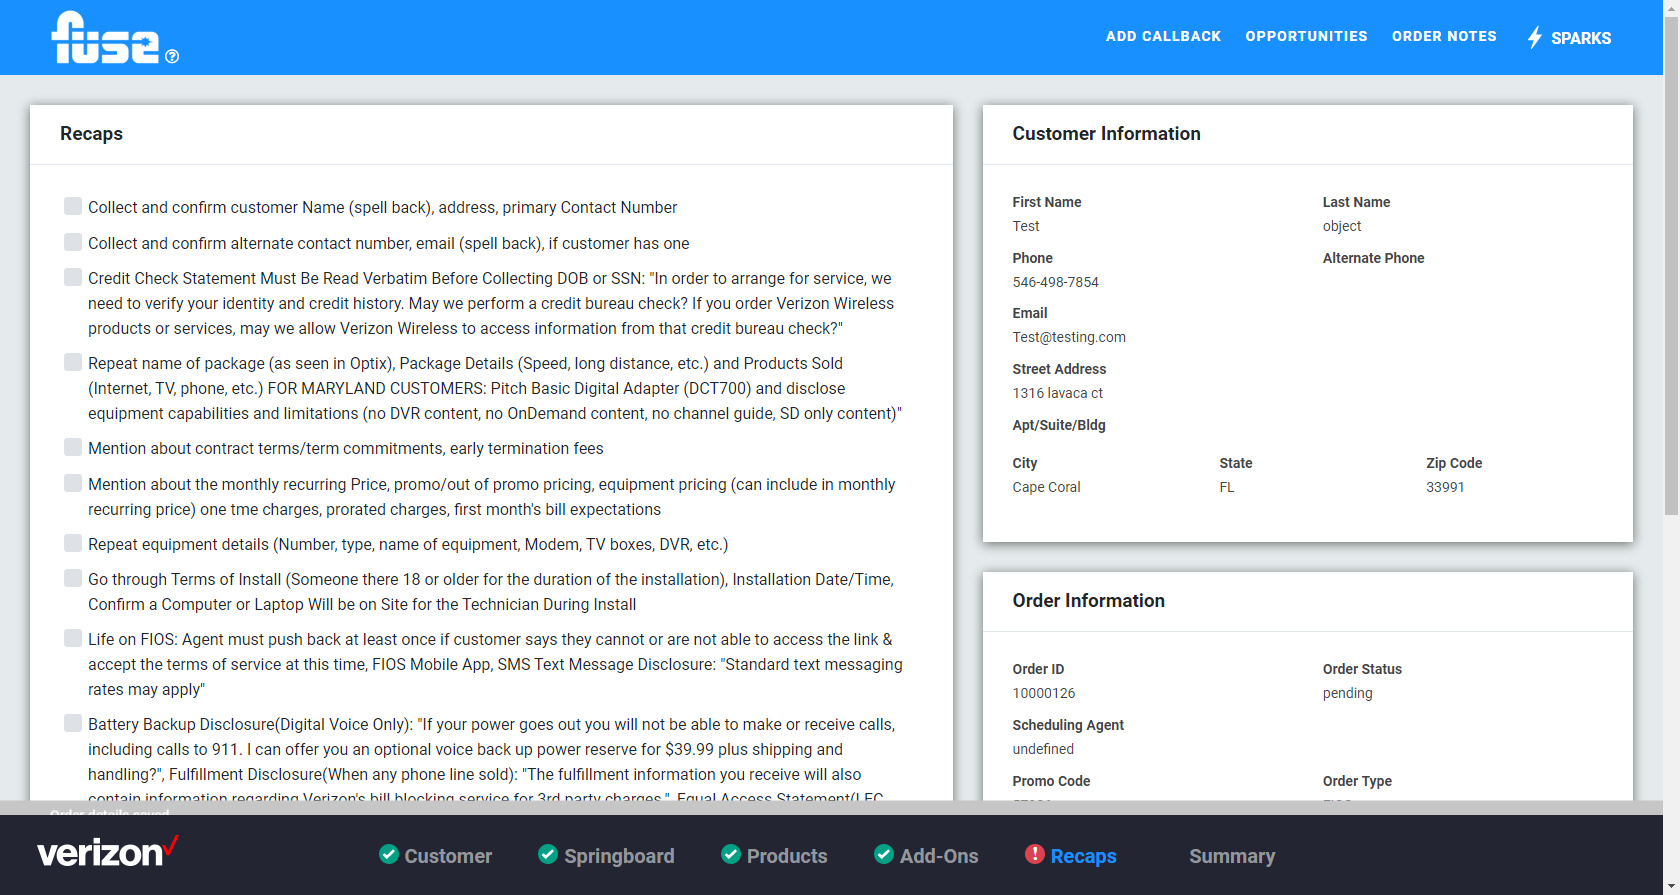 fuse
ADD CALLBACK OPPORTUNITIES ORDER NOTES SPARKS
Recaps
Collect and confirm customer Name (spell back), address, primary Contact Number
Collect and confirm alternate contact number, email (spell back), if customer has one
Credit Check Statement Must Be Read Verbatim Before Collecting DOB or SSN: "In order to arrange for service, we
need to verify your identity and credit history. May we perform a credit bureau check? If you order Verizon Wireless
products or services, may we allow Verizon Wireless to access information from that credit bureau check?"
Repeat name of package (as seen in Optix), Package Details (Speed, long distance, etc.) and Products Sold
(Internet, TV, phone, etc.) FOR MARYLAND CUSTOMERS: Pitch Basic Digital Adapter (DCT700) and disclose
equipment capabilities and limitations (no DVR content, no OnDemand content, no channel guide, SD only content)"
Mention about contract terms/term commitments, early termination fees
Mention about the monthly recurring Price, promo/out of promo pricing, equipment pricing (can include in monthly
recurring price) one tme charges, prorated charges, first month's bill expectations
Repeat equipment details (Number, type, name of equipment, Modem, TV boxes, DVR, etc.)
Go through Terms of Install (Someone there 18 or older for the duration of the installation), Installation Date/Time,
Confirm a Computer or Laptop Will be on Site for the Technician During Install
Life on FIOS: Agent must push back at least once if customer says they cannot or are not able to access the link &
accept the terms of service at this time, FIOS Mobile App, SMS Text Message Disclosure: "Standard text messaging
rates may apply"
Battery Backup Disclosure(Digital Voice Only): "If your power goes out you will not be able to make or receive calls,
including calls to 911. I can offer you an optional voice back up power reserve for $39.99 plus shipping and
handling?", Fulfillment Disclosure(When any phone line sold): "The fulfillment information you receive will also
contain information regarding Verizon's bill blocking service for 3rd party charges.", Equal Access Statement(LEC
Customer Information
First Name Last Name
Test object
Phone Alternate Phone
546-498-7854
Email
Test@testing.com
Street Address
1316 lavaca ct
Apt/Suite/Bldg
City State Zip Code
Cape Coral FL 33991
Order Information
Order ID Order Status
10000126 pending
Scheduling Agent
undefined
Promo Code Order Type
Order details saved
verizon
Customer Springboard Products Add-Ons Recaps Summary